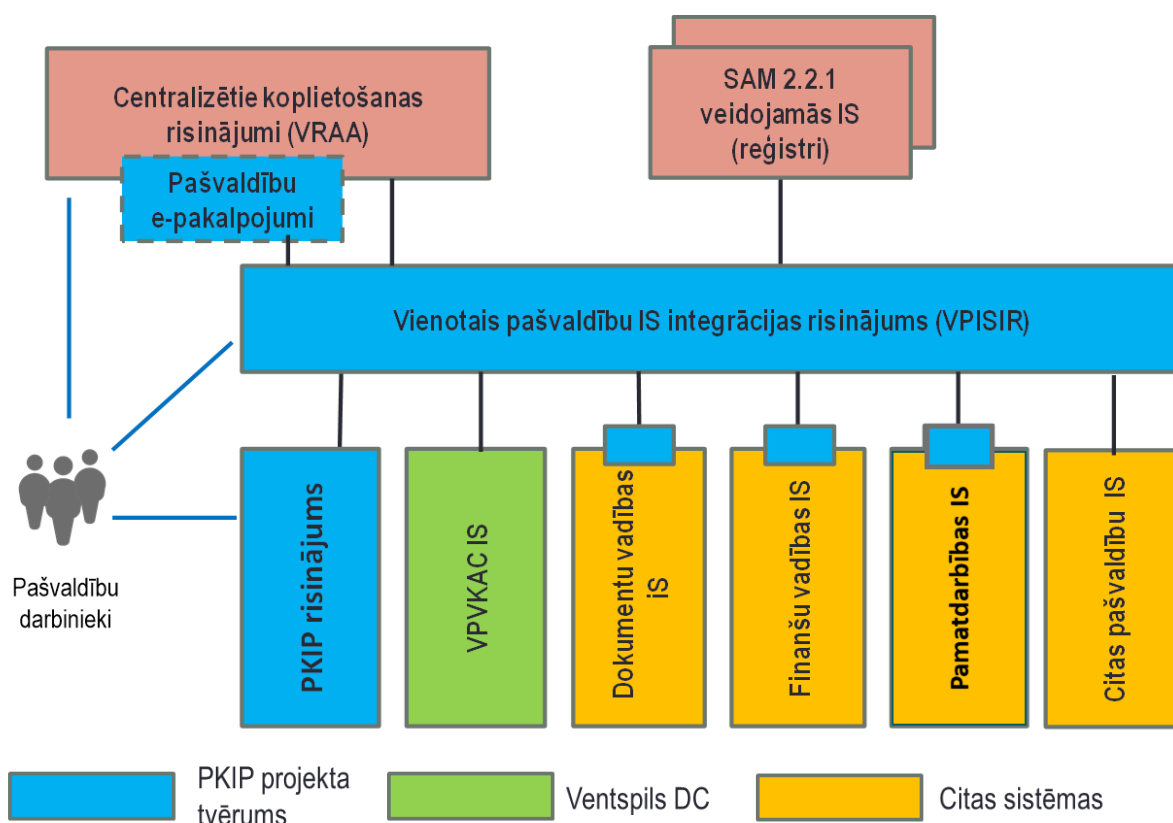 Centralizētie koplietošanas
risinājumi (VRAA)
SAM 2.2.1
veidojamās IS
(reģistri)
Pašvaldību
e-pakalpojumi
Vienotais pašvaldību IS integrācijas risinājums (VPISIR)
Pašvaldību
darbinieki
PKIP risinājums
VPVKAC IS
Dokumentu vadības
iS
Finanšu vadības IS
Pamatdarbības IS
Citas pašvaldību IS
PKIP projekta
tvērums
Ventspils DC
Citas sistēmas